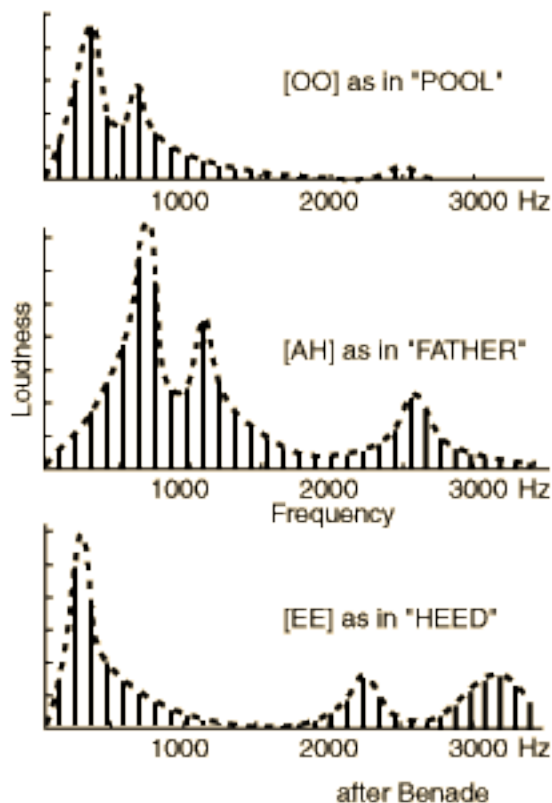 [OO] as in "POOL"
1000 2000 3000 Hz
Loudness
[AH] as in "FATHER"
1000 2000 3000 Hz
Frequency
[EE] as in "HEED"
1000 2000 3000 Hz
after Benade